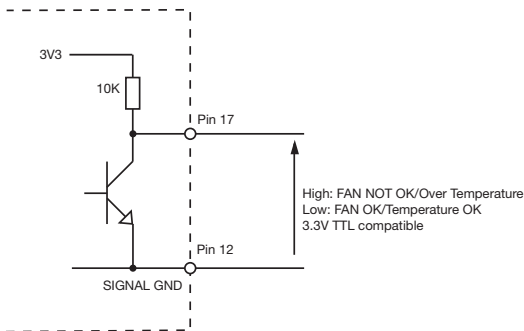 3V3
10K
Pin 17
High: FAN NOT OK/Over Temperature
Low: FAN OK/Temperature OK
3.3V TTL compatible
Pin 12
SIGNAL GND